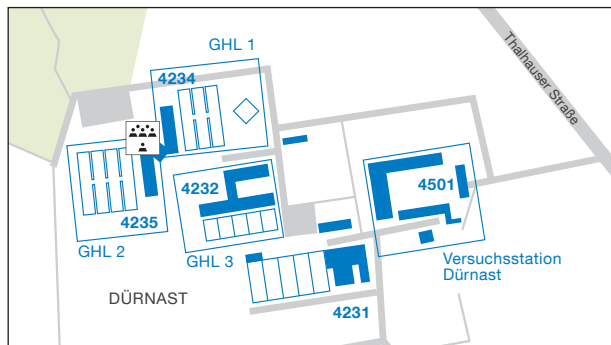 GHL 1
4234
Thalhauser Straße
4232
4501
4235
GHL 2
GHL 3
Versuchsstation
Dürnast
DÜRNAST
4231